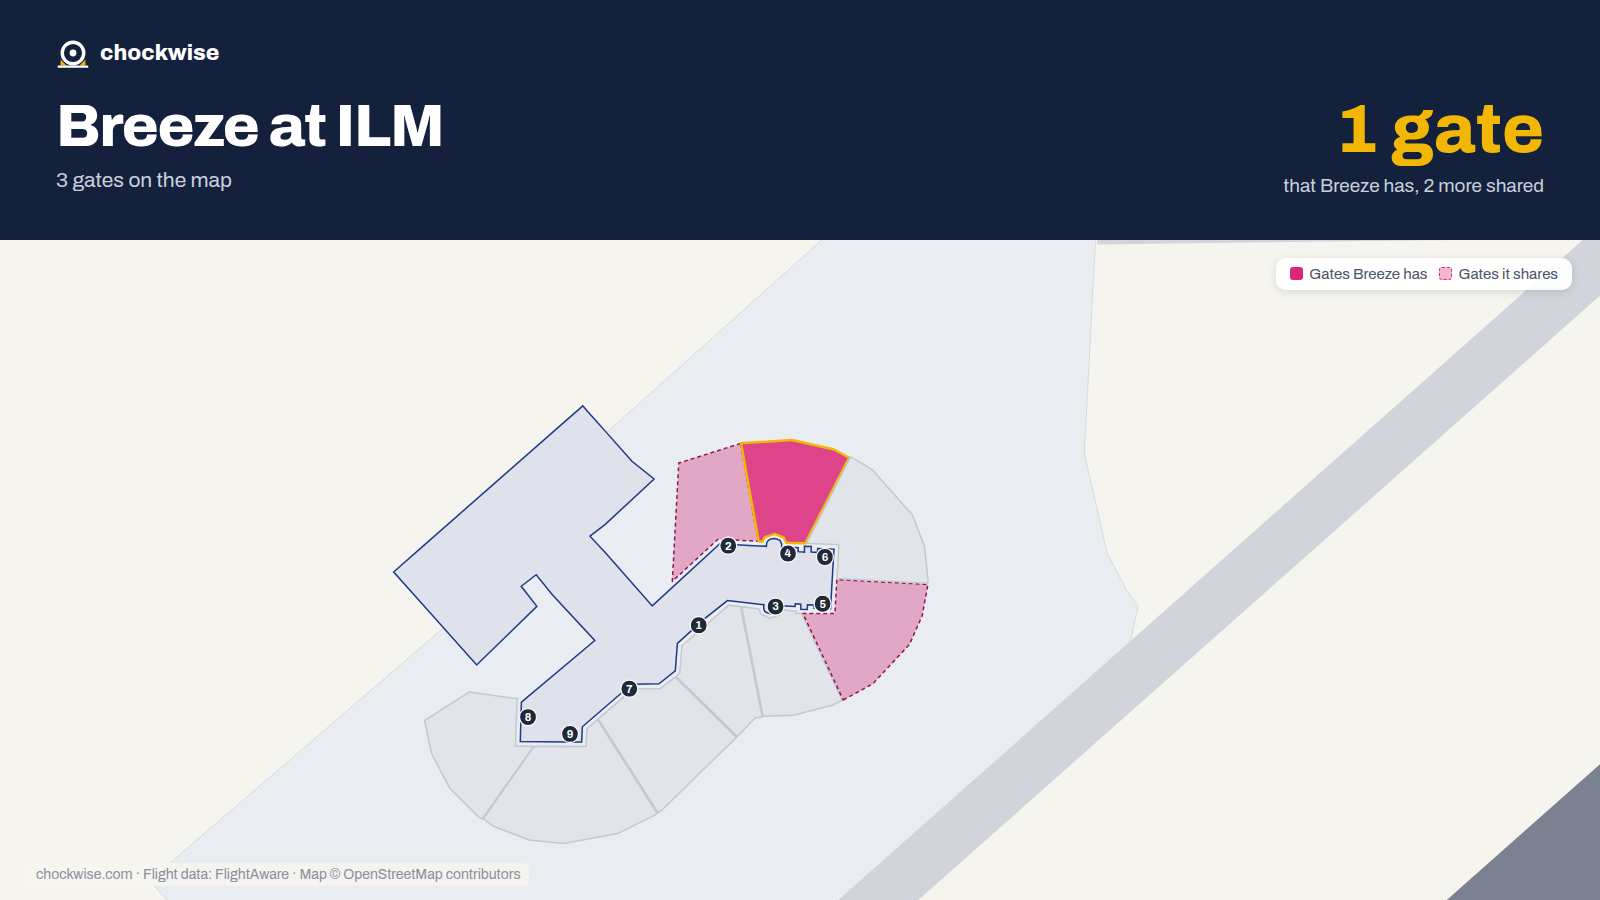 chockwise
Breeze at ILM
3 gates on the map
1 gate
that Breeze has, 2 more shared
Gates Breeze has
Gates it shares
2
4
6
3
5
1
7
8
9
chockwise.com · Flight data: FlightAware · Map © OpenStreetMap contributors